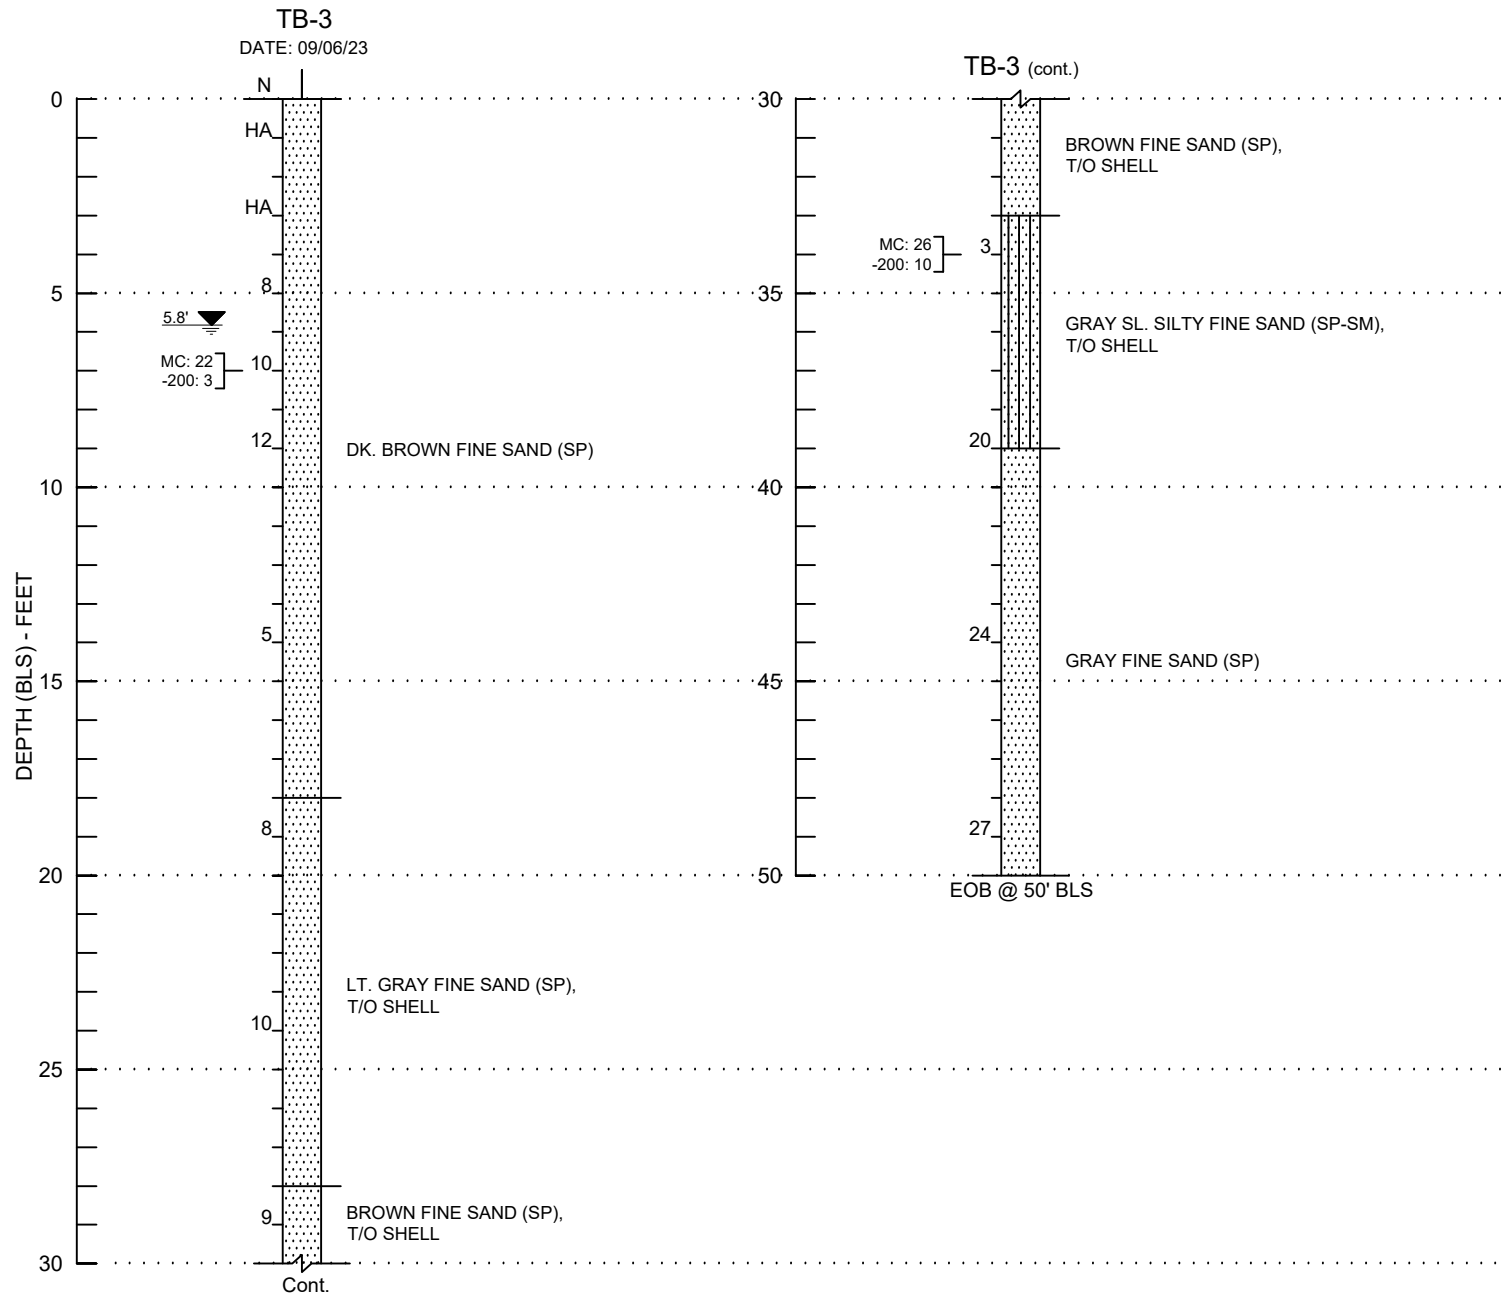 TB-3
DATE: 09/06/23
N
0
HA
HA
8
5
5.8'
MC: 22
-200: 3
10
12
DK. BROWN FINE SAND (SP)
10
5
15
DEPTH (BLS) - FEET
8
20
LT. GRAY FINE SAND (SP),
T/O SHELL
10
25
9
BROWN FINE SAND (SP),
T/O SHELL
30
Cont.
TB-3 (cont.)
30
BROWN FINE SAND (SP),
T/O SHELL
MC: 26
-200: 10
3
35
GRAY SL. SILTY FINE SAND (SP-SM),
T/O SHELL
20
40
24
GRAY FINE SAND (SP)
45
27
50
EOB @ 50' BLS